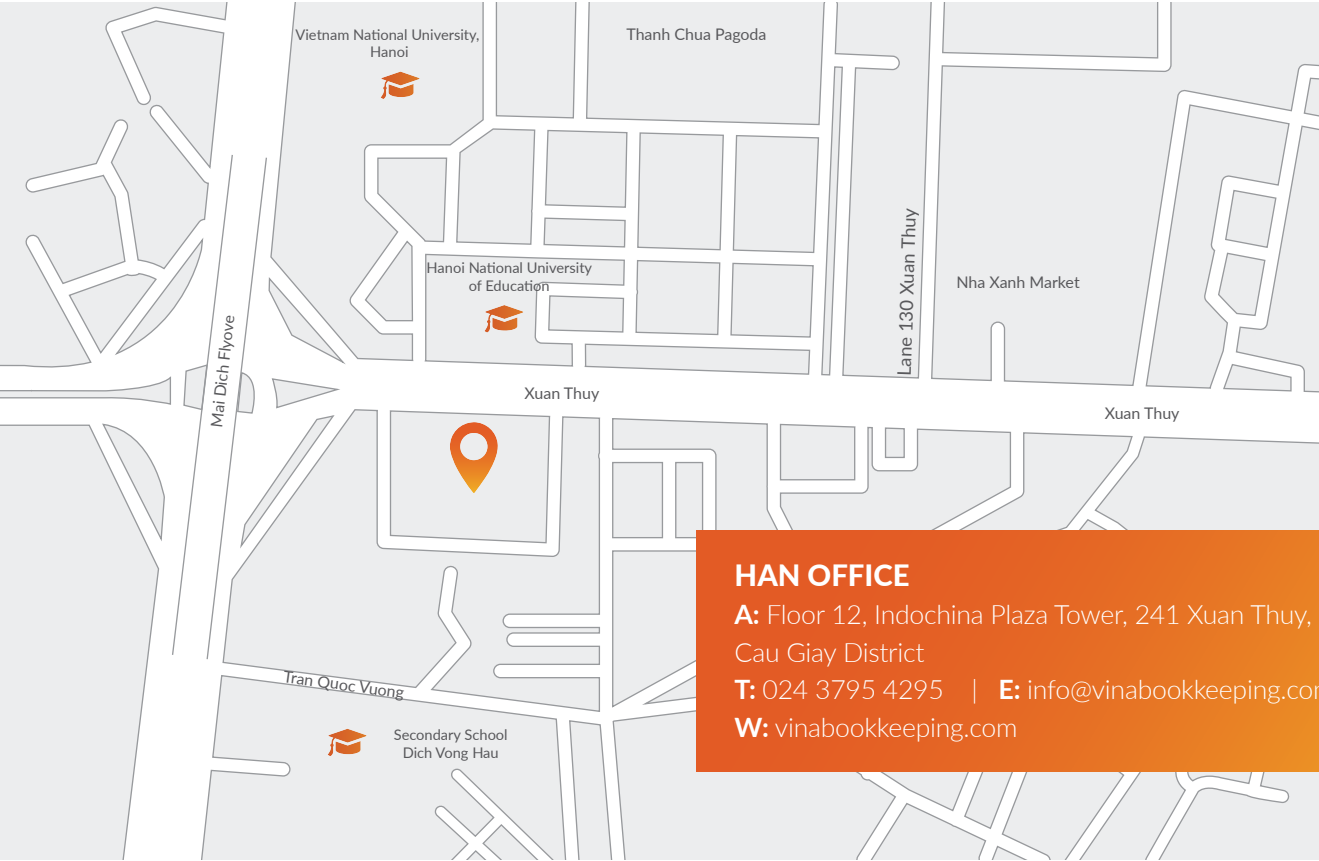 Vietnam National University,
Hanoi
Thanh Chua Pagoda
Lane 130 Xuan Thuy
Hanoi National University
of Education
Nha Xanh Market
Mai Dich Flyove
Xuan Thuy
Xuan Thuy
HAN OFFICE
A: Floor 12, Indochina Plaza Tower, 241 Xuan Thuy,
Cau Giay District
T: 024 3795 4295 | E: info@vinabookkeeping.com
W: vinabookkeeping.com
Tran Quoc Vuong
Secondary School
Dich Vong Hau